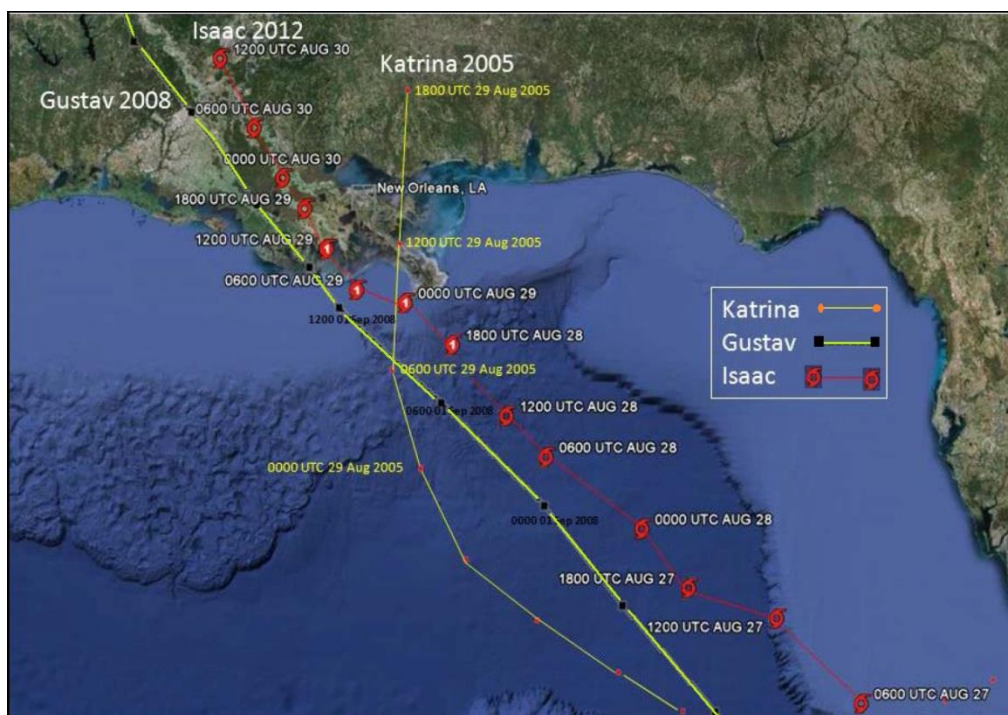 Isaac 2012
1200 UTC AUG 30
Katrina 2005
1800 UTC 29 Aug 2005
Gustav 2008
0600 UTC AUG 30
0000 UTC AUG 30
New Orleans, LA
1800 UTC AUG 29
1200 UTC AUG 29
1200 UTC 29 Aug 2005
0600 UTC AUG 29
0000 UTC AUG 29
1200 01 Sep 2008
Katrina
Gustav
Isaac
1800 UTC AUG 28
0600 UTC 29 Aug 2005
0600 01 Sep 2008
1200 UTC AUG 28
0600 UTC AUG 28
0000 UTC 29 Aug 2005
0000 01 Sep 2008
0000 UTC AUG 28
1800 UTC AUG 27
1200 UTC AUG 27
0600 UTC AUG 27
1
1
1
1